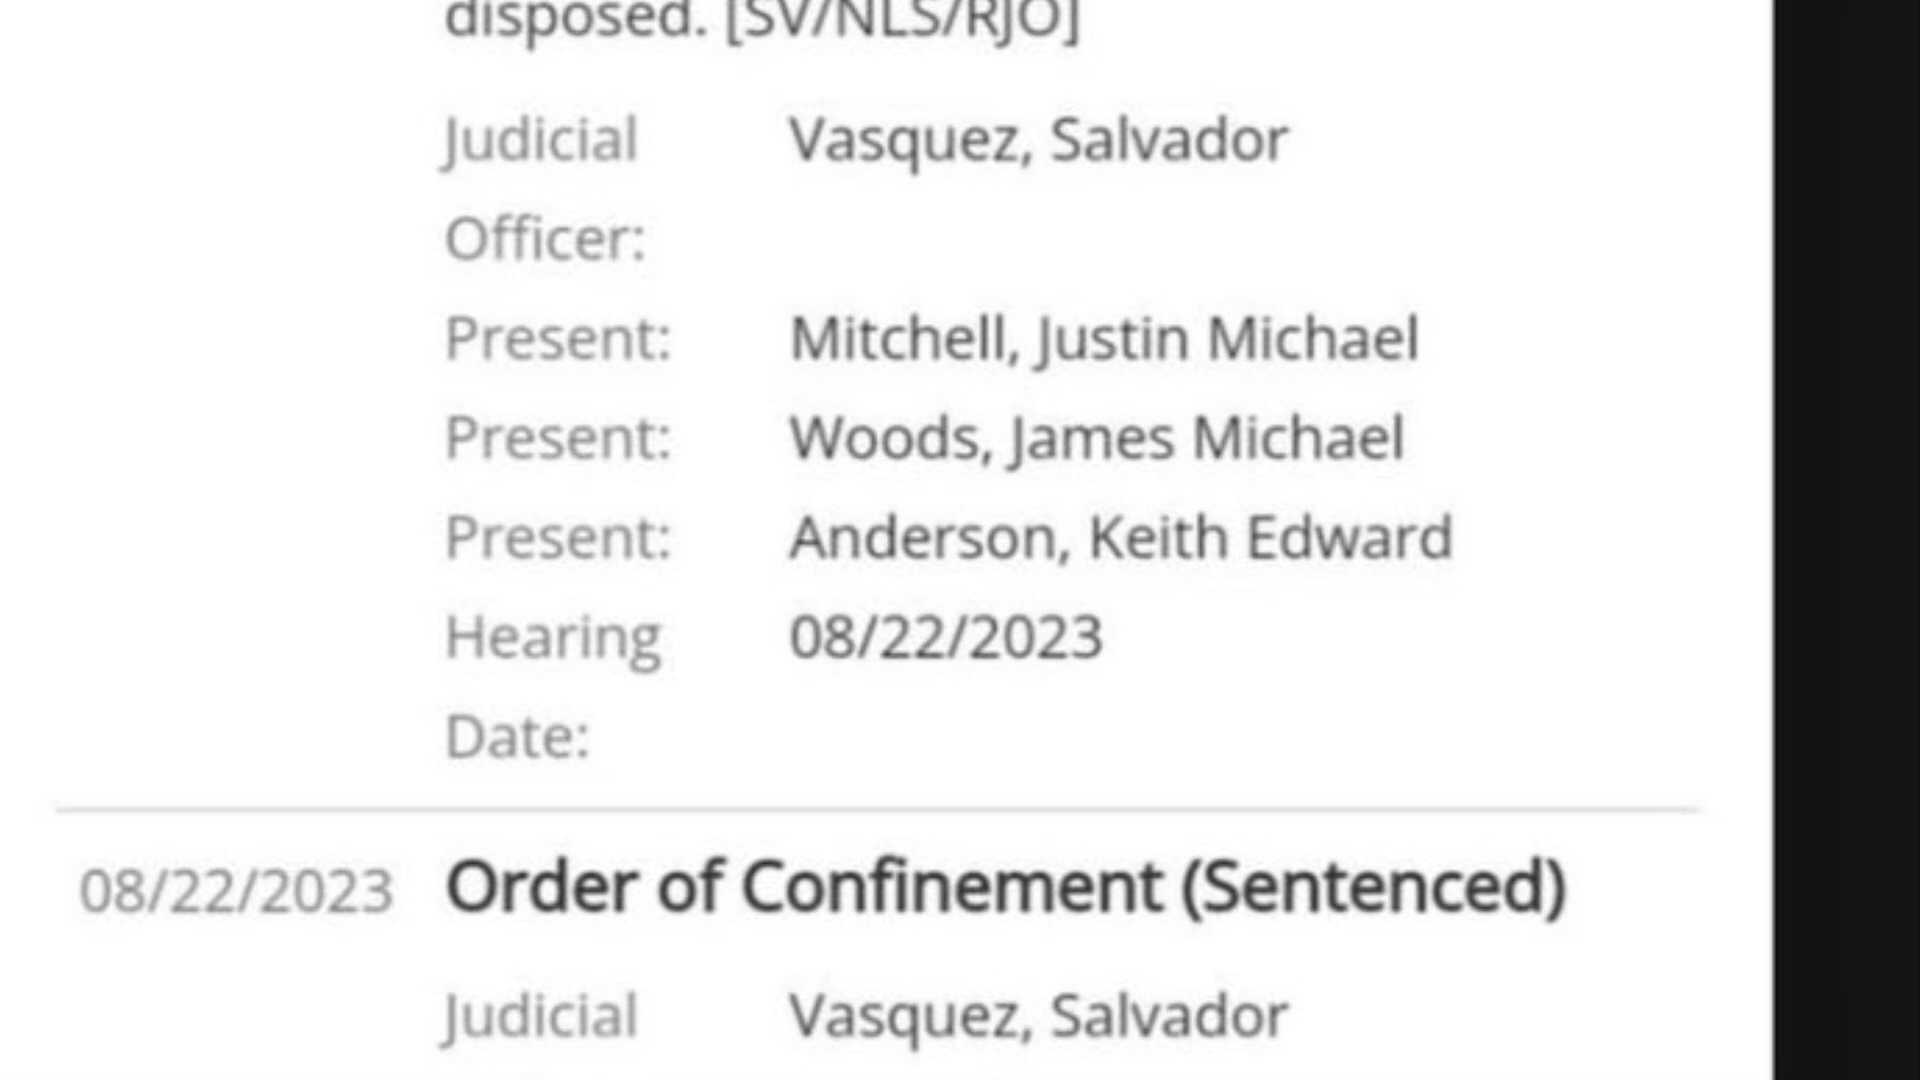 disposed. [SV/NLS/RJO]
Judicial Vasquez, Salvador
Officer:
Present: Mitchell, Justin Michael
Present: Woods, James Michael
Present: Anderson, Keith Edward
Hearing 08/22/2023
Date:
08/22/2023 Order of Confinement (Sentenced)
Judicial Vasquez, Salvador